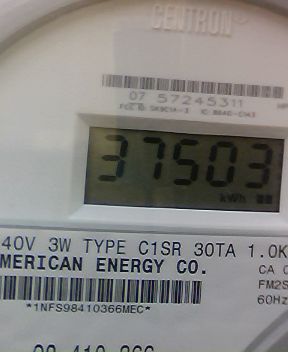 CENTRON®
07 57245311
37503
kWh
40V 3W TYPE C1SR 30TA 1.0K
MERICAN ENERGY CO.
CA
FM2S
60Hz
*1NFS98410366MEC*